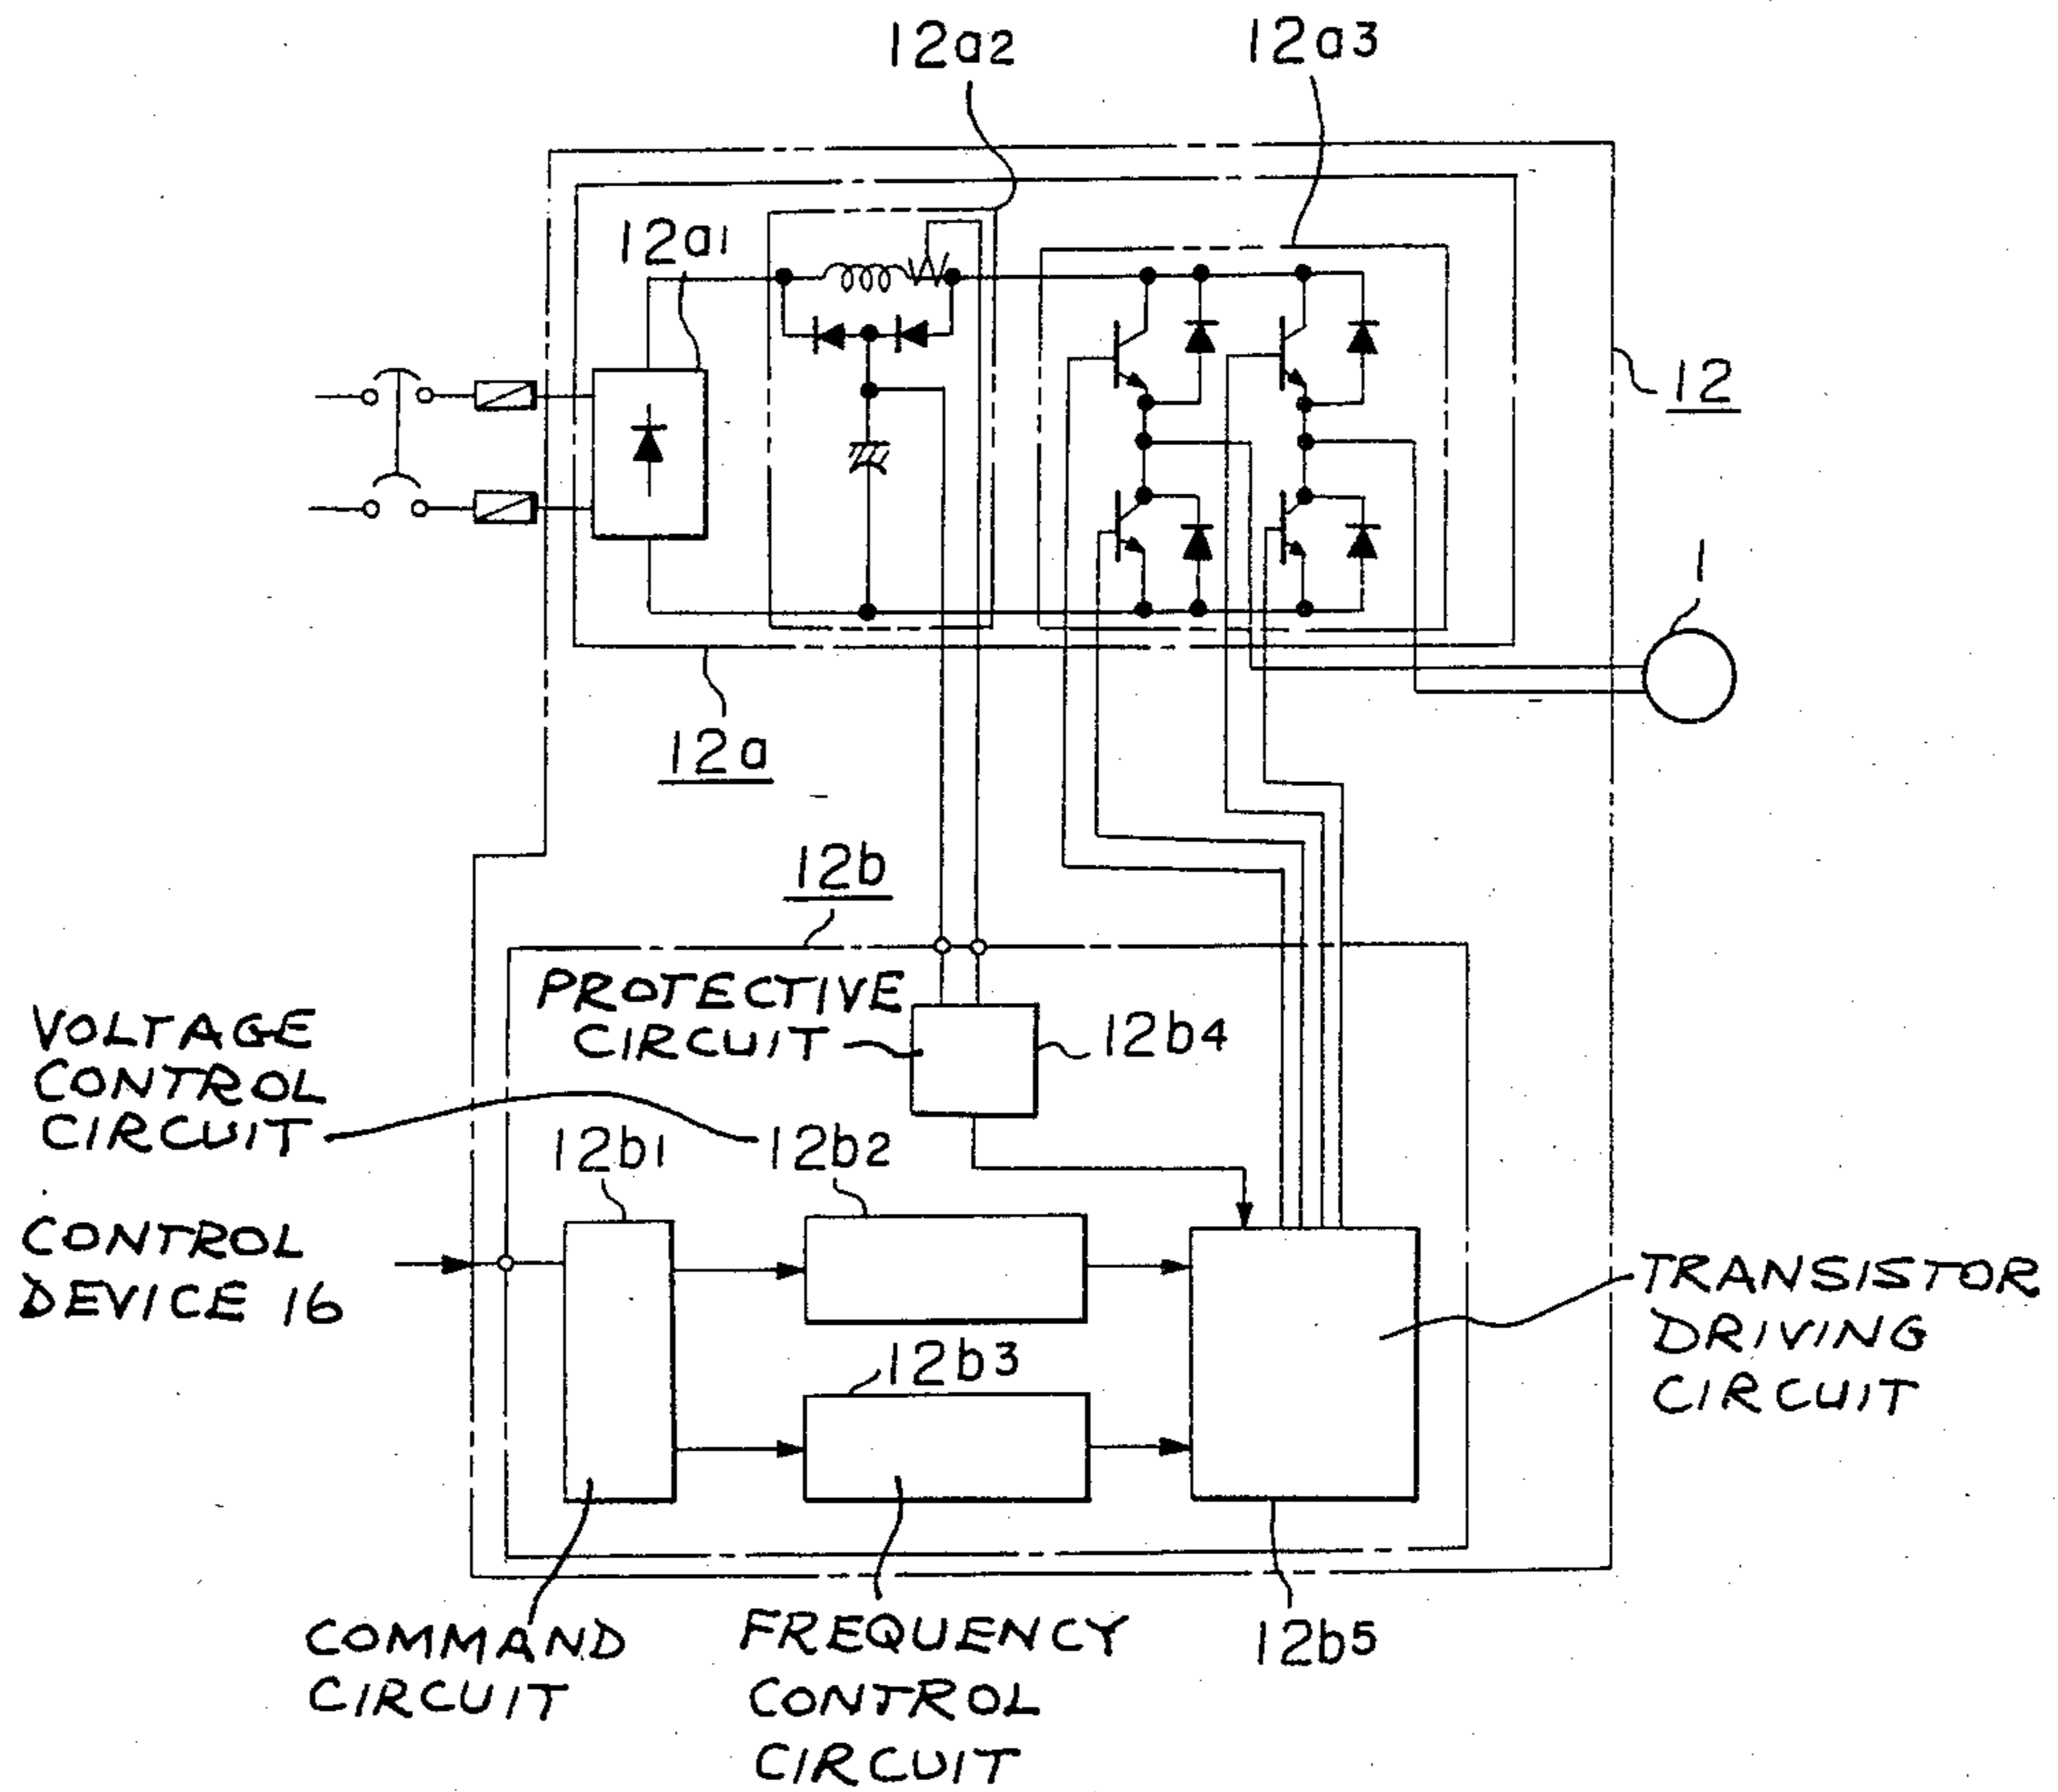 12a2
12a3
12a1
12
1
12a
12b
PROTECTIVE
CIRCUIT
12b4
VOLTAGE
CONTROL
CIRCUIT
12b1
12b2
CONTROL
DEVICE 16
12b3
TRANSISTOR
DRIVING
CIRCUIT
COMMAND
CIRCUIT
FREQUENCY
CONTROL
CIRCUIT
12b5